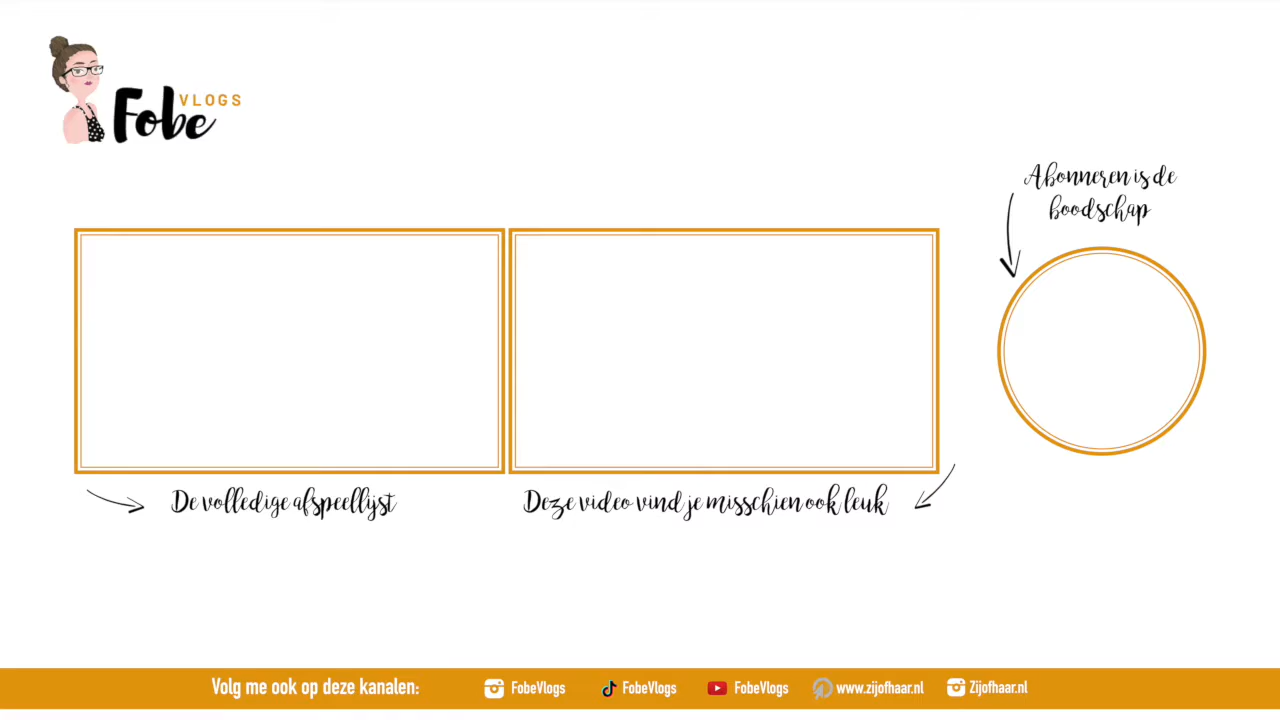 VLOGS
Fobe
Abonneren is de
boodschap
De volledige afspeellijst
Deze video vind je misschien ook leuk
Volg me ook op deze kanalen: FobeVlogs FobeVlogs FobeVlogs www.zijofhaar.nl Zijofhaar.nl